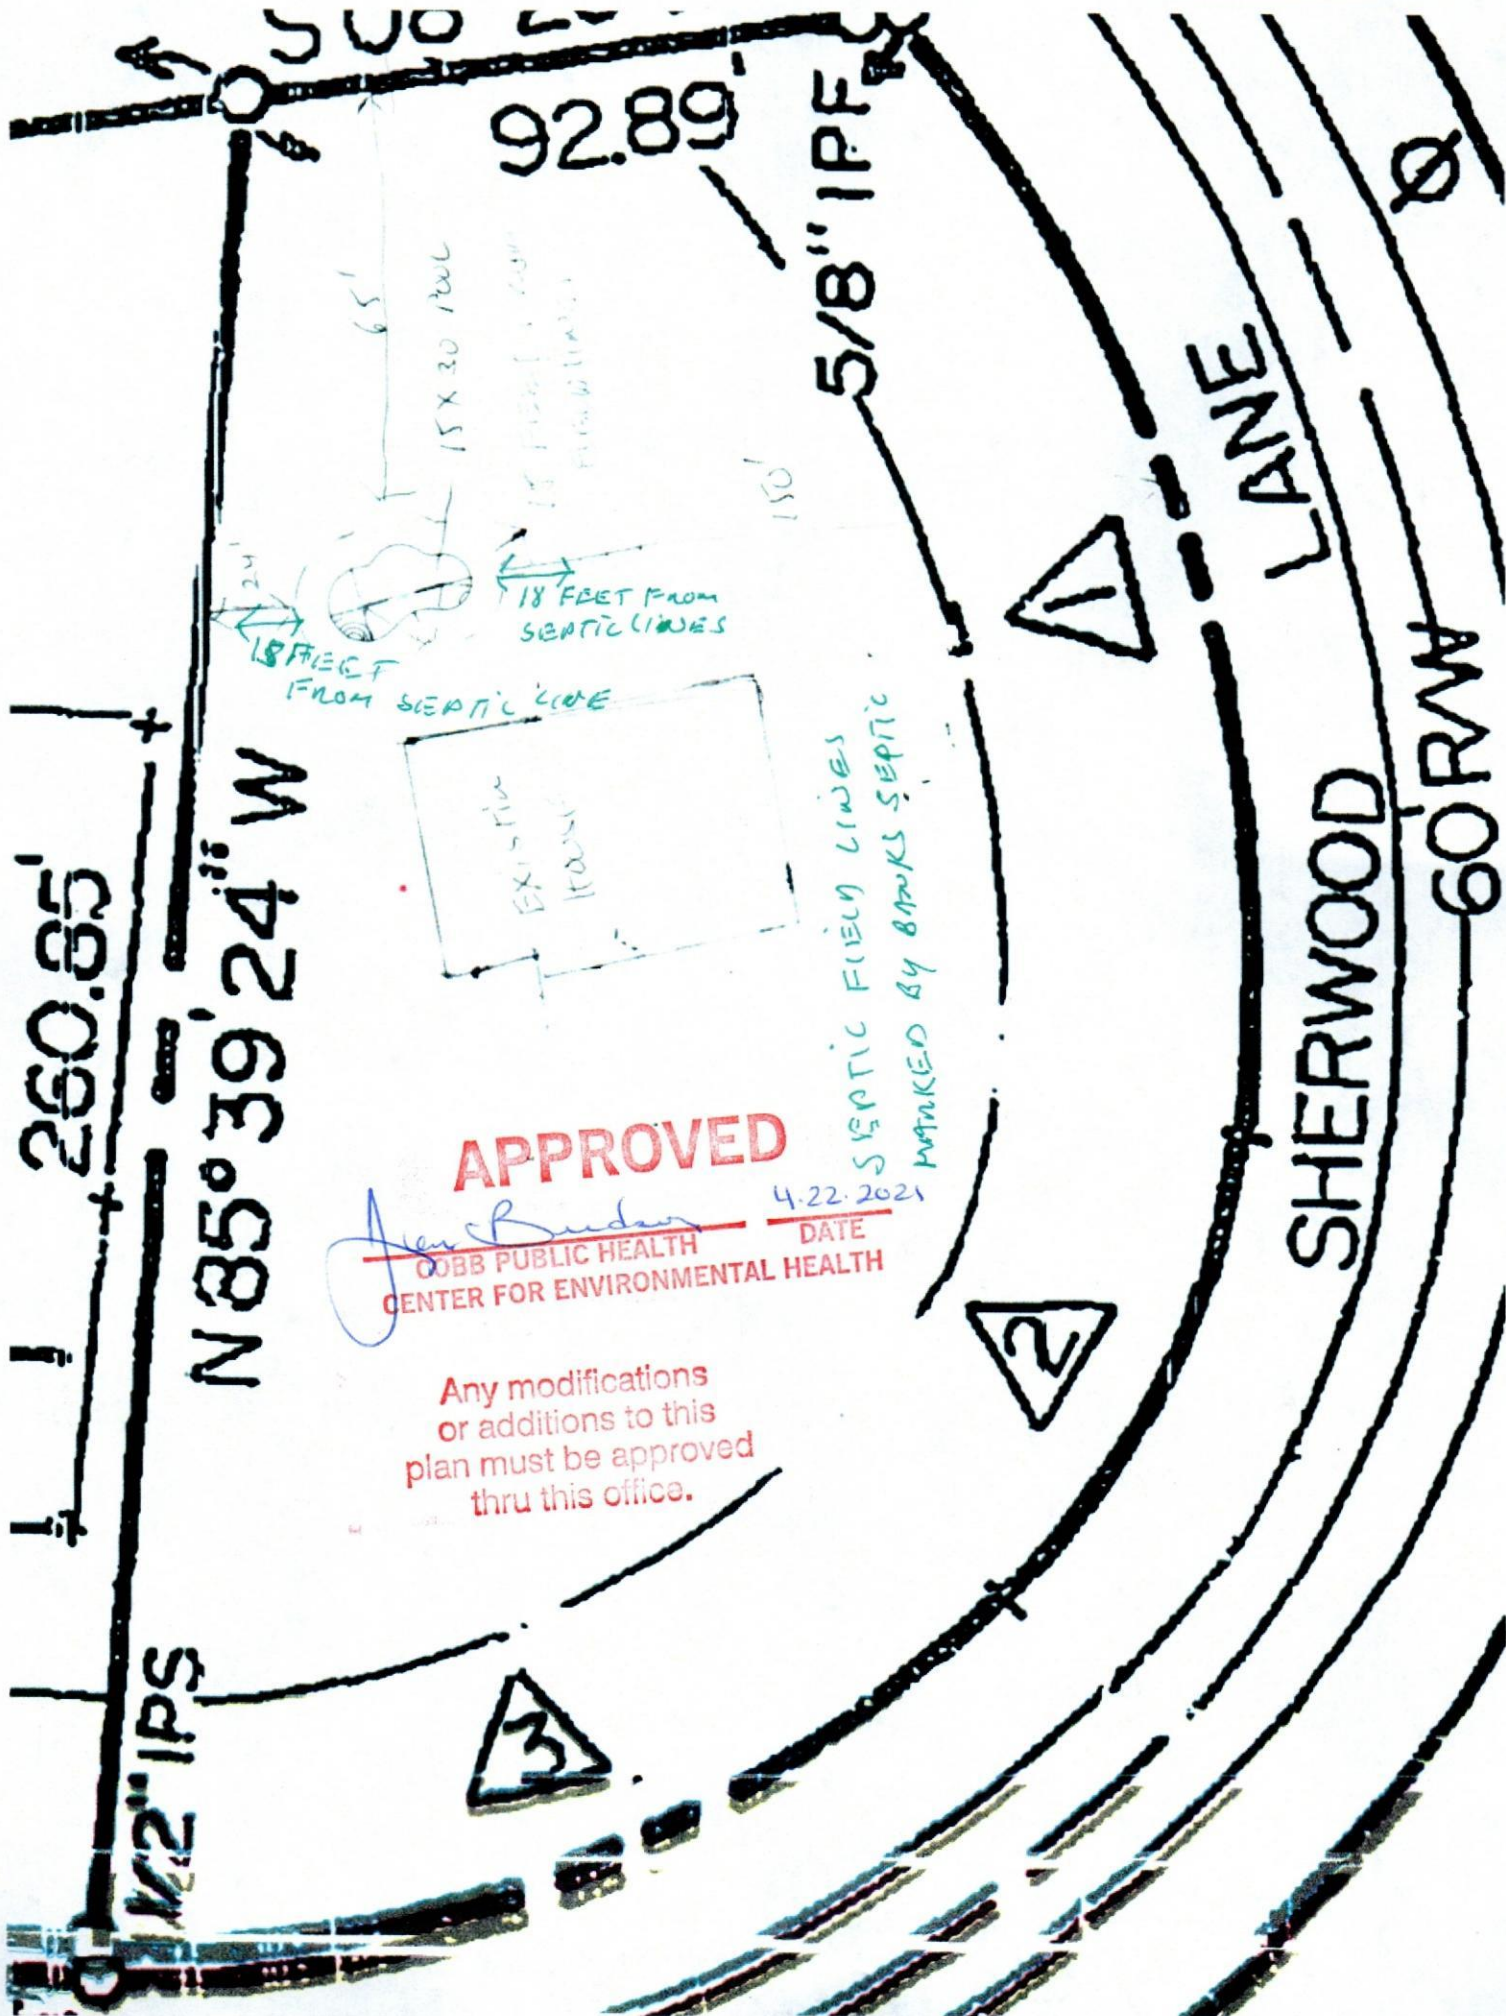 92.89'
5/8" IPF
65'
15 X 30 POOL
24'
18 FEET FROM
SEPTIC LINES
18 FEET
FROM SEPTIC LINE
150'
EXISTIN
HOUSE
SEPTIC FIELD LINES
MARKED BY BANKS SEPTIC
260.85'
N 85° 39' 24" W
1/2" IPS
APPROVED
4.22.2021
COBB PUBLIC HEALTH DATE
CENTER FOR ENVIRONMENTAL HEALTH
Any modifications
or additions to this
plan must be approved
thru this office.
1
2
3
SHERWOOD LANE
60' R/W